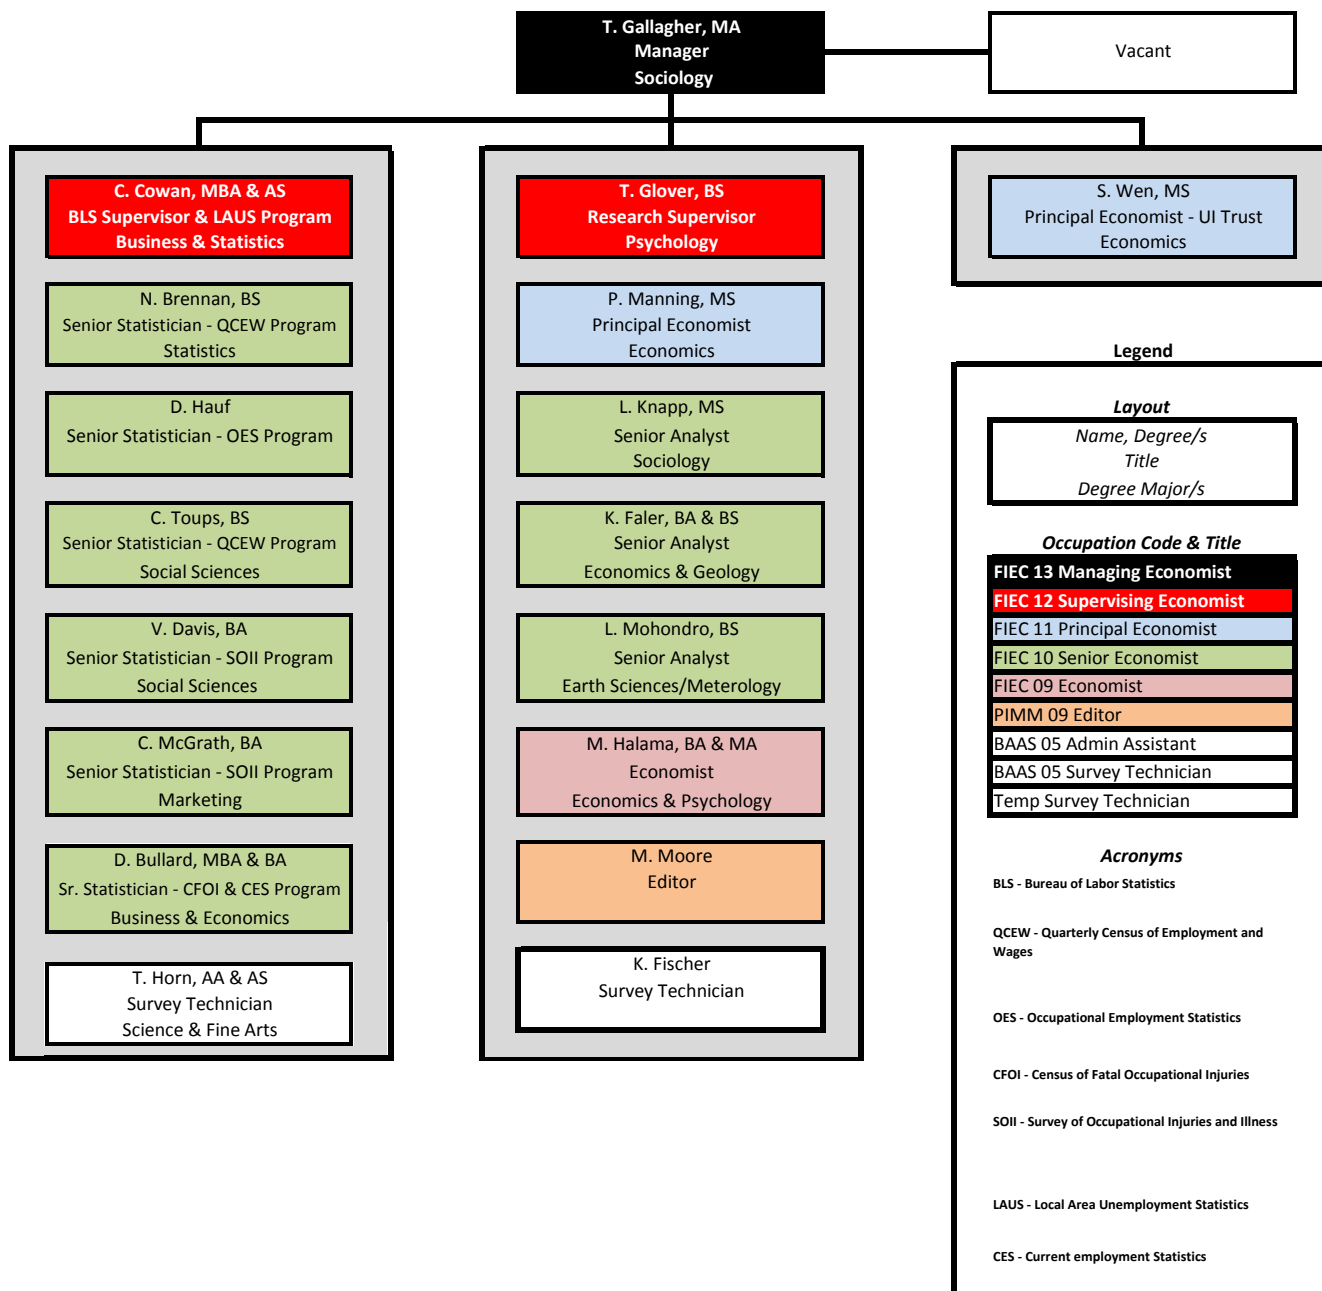 T. Gallagher, MA
Manager
Sociology
Vacant
C. Cowan, MBA & AS
BLS Supervisor & LAUS Program
Business & Statistics
N. Brennan, BS
Senior Statistician - QCEW Program
Statistics
D. Hauf
Senior Statistician - OES Program
C. Toups, BS
Senior Statistician - QCEW Program
Social Sciences
V. Davis, BA
Senior Statistician - SOII Program
Social Sciences
C. McGrath, BA
Senior Statistician - SOII Program
Marketing
D. Bullard, MBA & BA
Sr. Statistician - CFOI & CES Program
Business & Economics
T. Horn, AA & AS
Survey Technician
Science & Fine Arts
T. Glover, BS
Research Supervisor
Psychology
P. Manning, MS
Principal Economist
Economics
L. Knapp, MS
Senior Analyst
Sociology
K. Faler, BA & BS
Senior Analyst
Economics & Geology
L. Mohondro, BS
Senior Analyst
Earth Sciences/Meterology
M. Halama, BA & MA
Economist
Economics & Psychology
M. Moore
Editor
K. Fischer
Survey Technician
S. Wen, MS
Principal Economist - UI Trust
Economics
Legend
Layout
Name, Degree/s
Title
Degree Major/s
Occupation Code & Title
FIEC 13 Managing Economist
FIEC 12 Supervising Economist
FIEC 11 Principal Economist
FIEC 10 Senior Economist
FIEC 09 Economist
PIMM 09 Editor
BAAS 05 Admin Assistant
BAAS 05 Survey Technician
Temp Survey Technician
Acronyms
BLS - Bureau of Labor Statistics
QCEW - Quarterly Census of Employment and
Wages
OES - Occupational Employment Statistics
CFOI - Census of Fatal Occupational Injuries
SOII - Survey of Occupational Injuries and Illness
LAUS - Local Area Unemployment Statistics
CES - Current employment Statistics